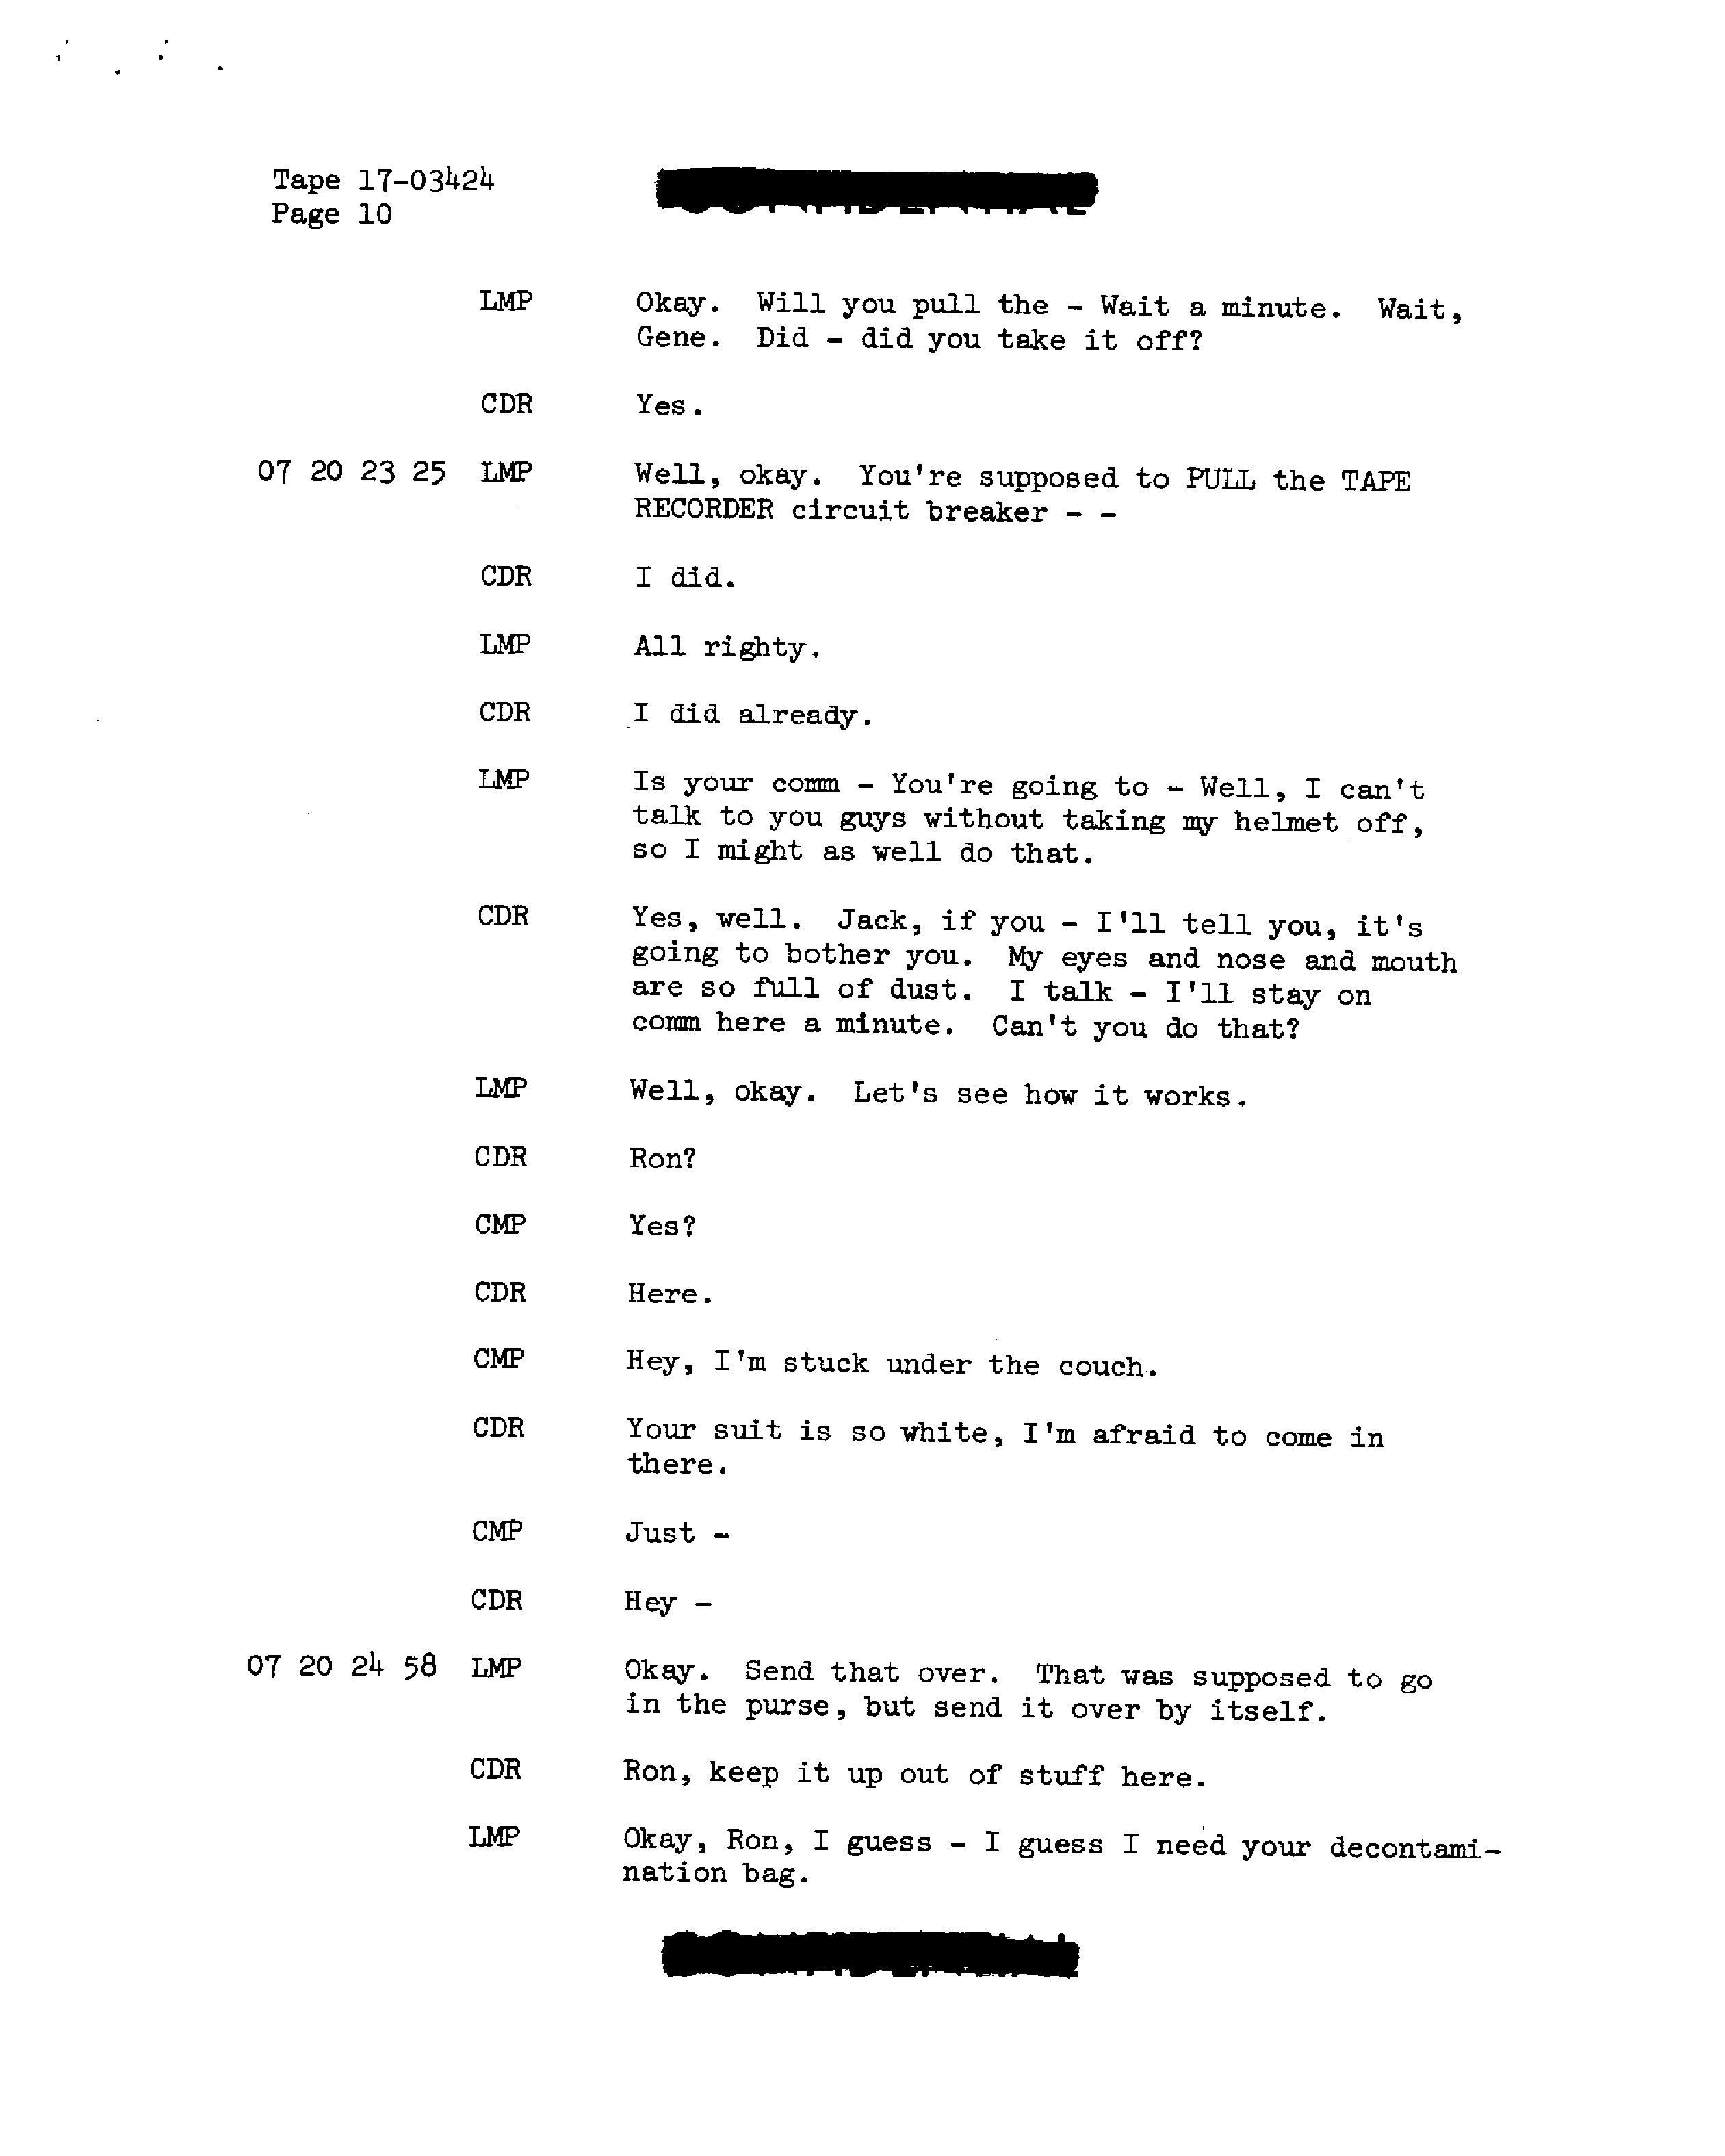 Tape 17-03424
Page 10
LMP Okay. Will you pull the - Wait a minute. Wait,
Gene. Did - did you take it off?
CDR Yes.
07 20 23 25 LMP Well, okay. You're supposed to PULL the TAPE
RECORDER circuit breaker - -
CDR I did.
LMP All righty.
CDR I did already.
LMP Is your comm - You're going to - Well, I can't
talk to you guys without taking my helmet off,
so I might as well do that.
CDR Yes, well. Jack, if you - I'll tell you, it's
going to bother you. My eyes and nose and mouth
are so full of dust. I talk - I'll stay on
comm here a minute. Can't you do that?
LMP Well, okay. Let's see how it works.
CDR Ron?
CMP Yes?
CDR Here.
CMP Hey, I'm stuck under the couch.
CDR Your suit is so white, I'm afraid to come in
there.
CMP Just -
CDR Hey -
07 20 24 58 LMP Okay. Send that over. That was supposed to go
in the purse, but send it over by itself.
CDR Ron, keep it up out of stuff here.
LMP Okay, Ron, I guess - I guess I need your decontami-
nation bag.